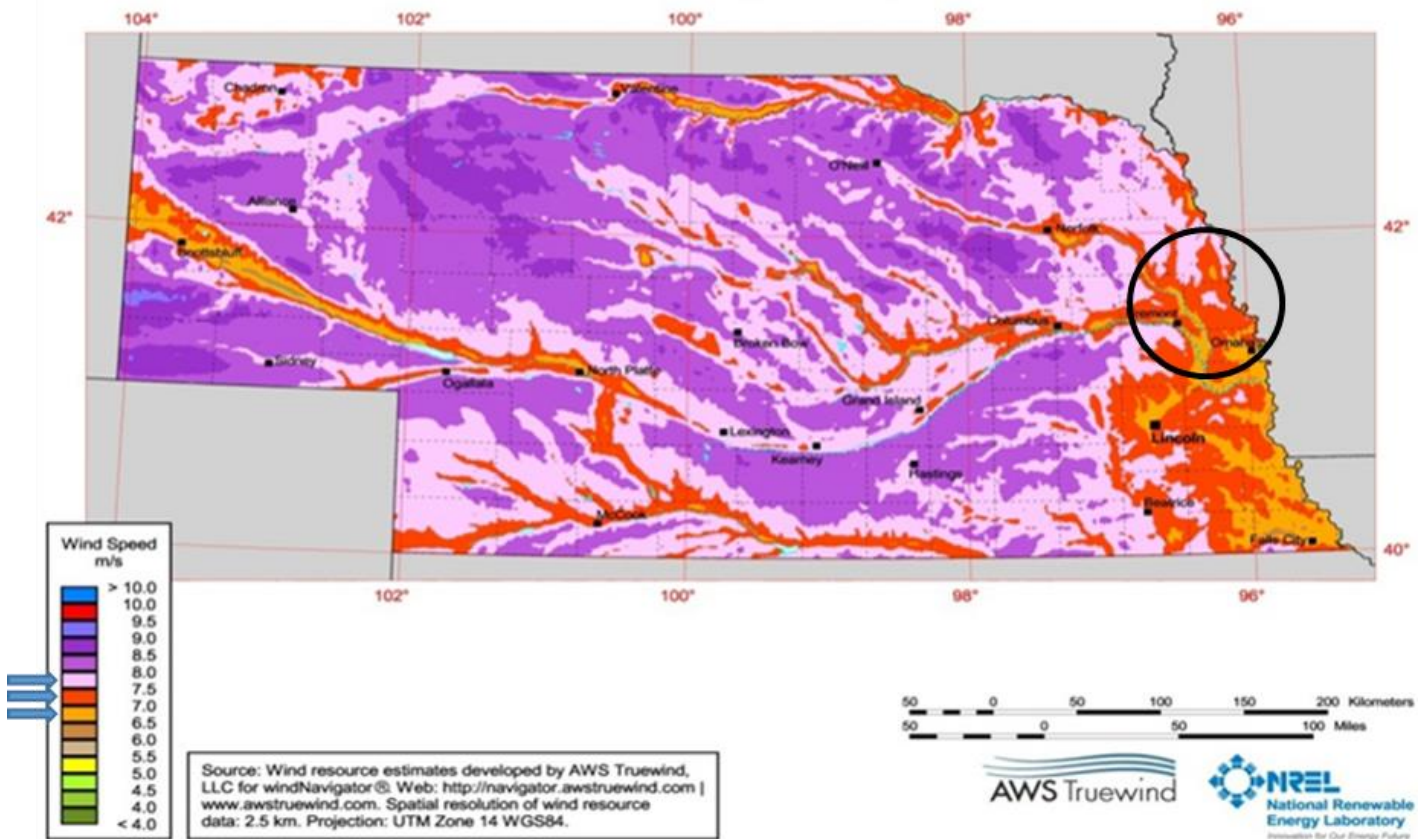 104° 102° 100° 98° 96°
Chadron
Valentine
O'Neill
Alliance
42° 42°
Norfolk
Scottsbluff
Columbus
emont
Omaha
Broken Bow
Sidney
North Platte
Ogallala
Grand Island
Lexington
Lincoln
Kearney
Hastings
Beatrice
McCook
Falls City
40°
102° 100° 98° 96°
Wind Speed
m/s
> 10.0
10.0
9.5
9.0
8.5
8.0
7.5
7.0
6.5
6.0
5.5
5.0
4.5
4.0
< 4.0
50 0 50 100 150 200 Kilometers
50 0 50 100 Miles
Source: Wind resource estimates developed by AWS Truewind,
LLC for windNavigator®. Web: http://navigator.awstruewind.com |
www.awstruewind.com. Spatial resolution of wind resource
data: 2.5 km. Projection: UTM Zone 14 WGS84.
AWS Truewind
NREL
National Renewable
Energy Laboratory
Innovation for Our Energy Future